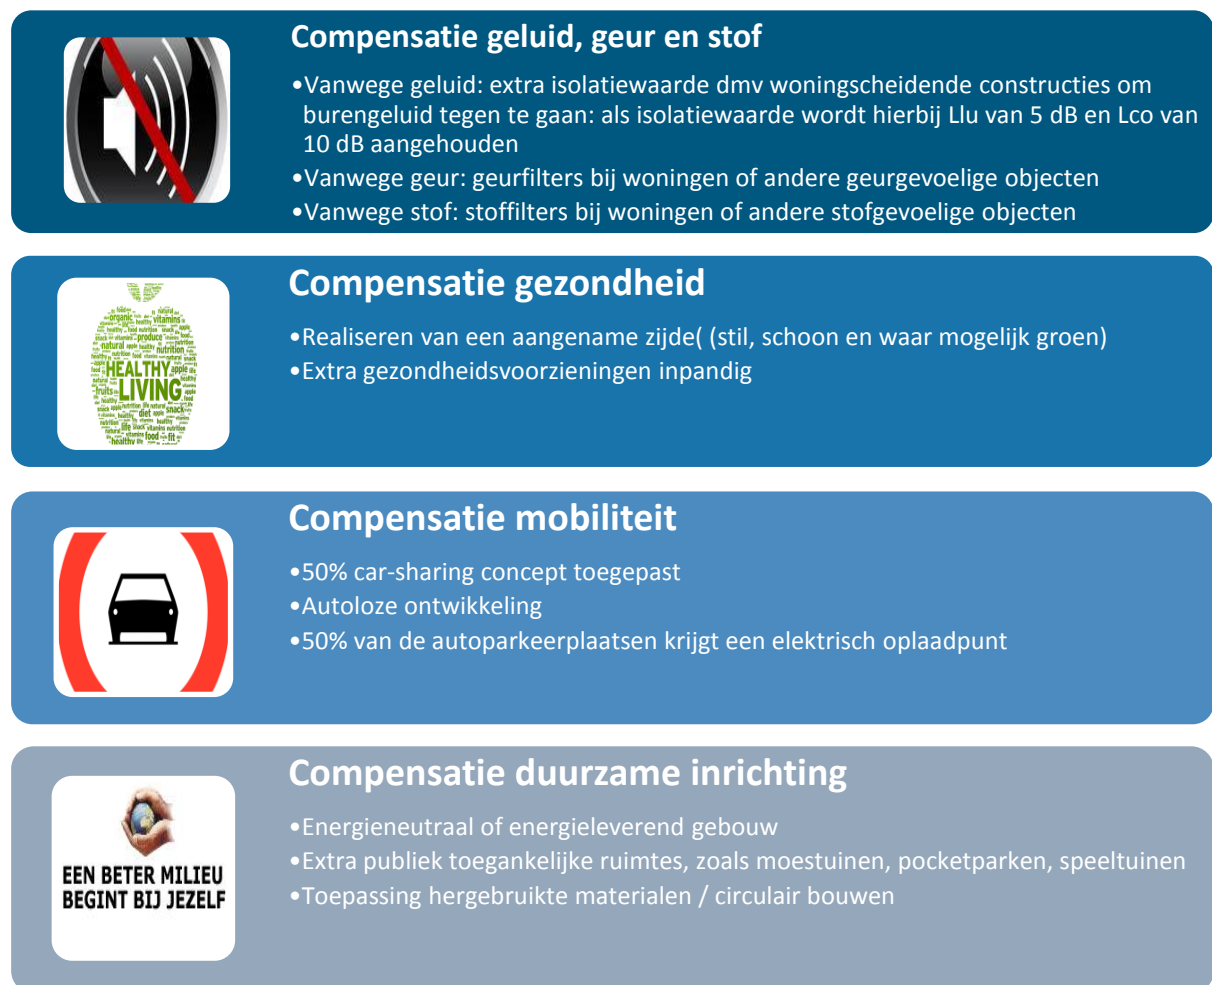 Compensatie geluid, geur en stof
•Vanwege geluid: extra isolatiewaarde dmv woningscheidende constructies om
burengeluid tegen te gaan: als isolatiewaarde wordt hierbij Llu van 5 dB en Lco van
10 dB aangehouden
•Vanwege geur: geurfilters bij woningen of andere geurgevoelige objecten
•Vanwege stof: stoffilters bij woningen of andere stofgevoelige objecten
Compensatie gezondheid
•Realiseren van een aangename zijde( (stil, schoon en waar mogelijk groen)
•Extra gezondheidsvoorzieningen inpandig
HEALTHY
LIVING
Compensatie mobiliteit
•50% car-sharing concept toegepast
•Autoloze ontwikkeling
•50% van de autoparkeerplaatsen krijgt een elektrisch oplaadpunt
Compensatie duurzame inrichting
•Energieneutraal of energieleverend gebouw
•Extra publiek toegankelijke ruimtes, zoals moestuinen, pocketparken, speeltuinen
•Toepassing hergebruikte materialen / circulair bouwen
EEN BETER MILIEU
BEGINT BIJ JEZELF